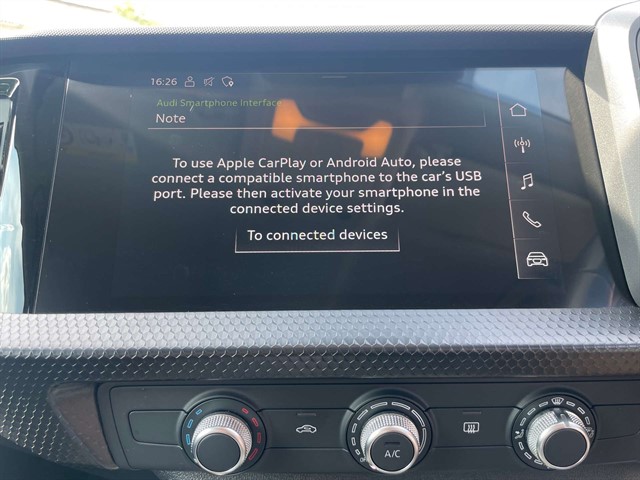 16:26
Audi Smartphone Interface
Note
To use Apple CarPlay or Android Auto, please
connect a compatible smartphone to the car's USB
port. Please then activate your smartphone in the
connected device settings.
To connected devices
A/C